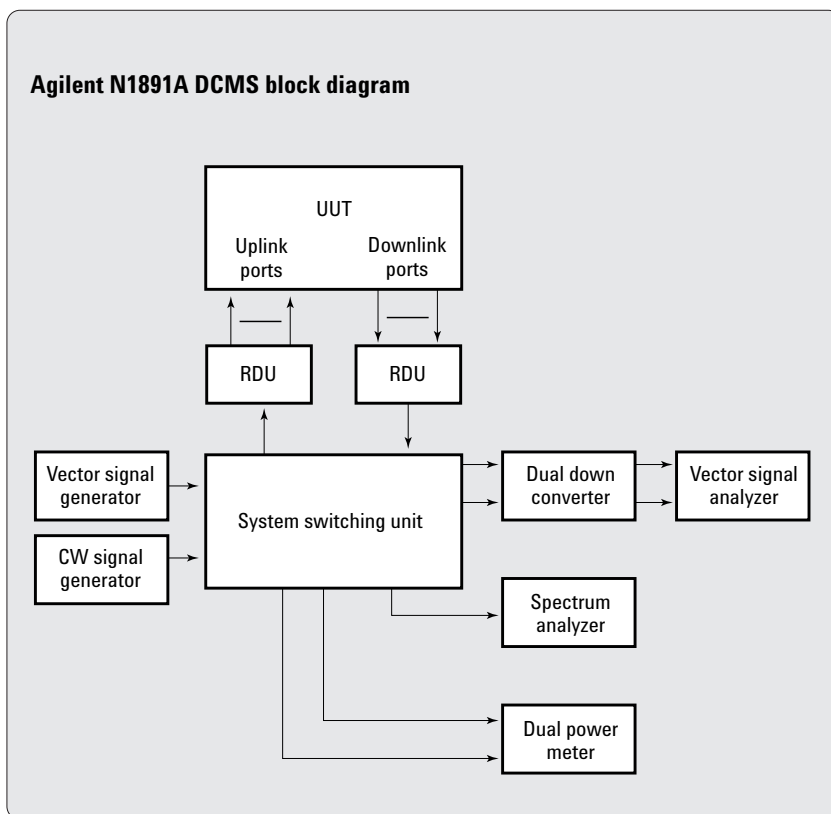 Agilent N1891A DCMS block diagram
UUT
Uplink
ports
Downlink
ports
RDU
RDU
Vector signal
generator
CW signal
generator
System switching unit
Dual down
converter
Vector signal
analyzer
Spectrum
analyzer
Dual power
meter